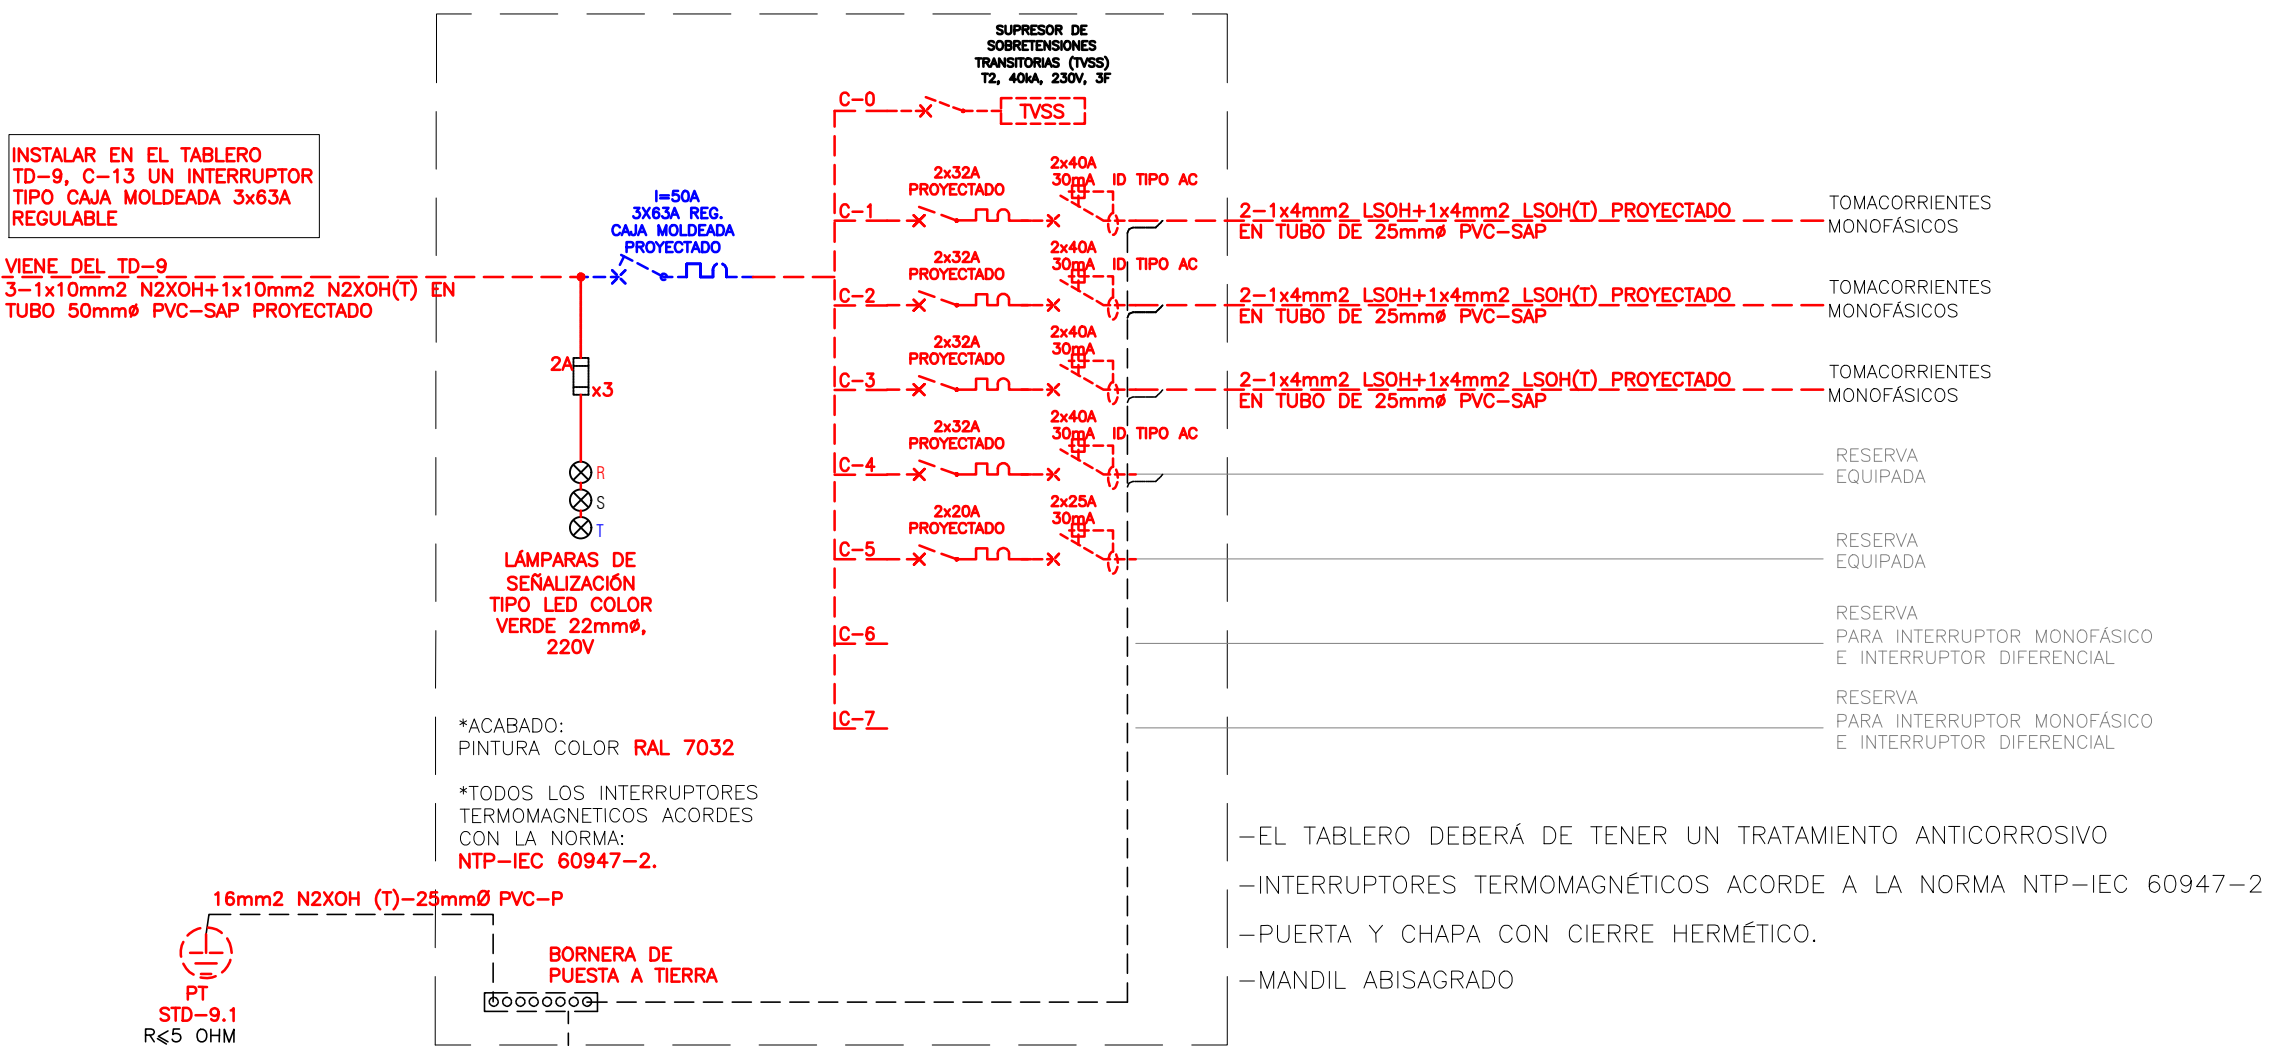 SUPRESOR DE
SOBRETENSIONES
TRANSITORIAS (TVSS)
T2, 40kA, 230V, 3F
C-0
TVSS
INSTALAR EN EL TABLERO
TD-9, C-13 UN INTERRUPTOR
TIPO CAJA MOLDEADA 3x63A
REGULABLE
VIENE DEL TD-9
3-1x10mm2 N2XOH+1x10mm2 N2XOH(T) EN
TUBO 50mmø PVC-SAP PROYECTADO
I=50A
3X63A REG.
CAJA MOLDEADA
PROYECTADO
2A
x3
R
S
T
LÁMPARAS DE
SEÑALIZACIÓN
TIPO LED COLOR
VERDE 22mmø,
220V
C-1
2x32A
PROYECTADO
2x40A
30mA ID TIPO AC
2-1x4mm2 LSOH+1x4mm2 LSOH(T) PROYECTADO
EN TUBO DE 25mmø PVC-SAP
TOMACORRIENTES
MONOFÁSICOS
C-2
2x32A
PROYECTADO
2x40A
30mA ID TIPO AC
2-1x4mm2 LSOH+1x4mm2 LSOH(T) PROYECTADO
EN TUBO DE 25mmø PVC-SAP
TOMACORRIENTES
MONOFÁSICOS
C-3
2x32A
PROYECTADO
2x40A
30mA
2-1x4mm2 LSOH+1x4mm2 LSOH(T) PROYECTADO
EN TUBO DE 25mmø PVC-SAP
TOMACORRIENTES
MONOFÁSICOS
C-4
2x32A
PROYECTADO
2x40A
30mA ID TIPO AC
RESERVA
EQUIPADA
C-5
2x20A
PROYECTADO
2x25A
30mA
RESERVA
EQUIPADA
C-6
RESERVA
PARA INTERRUPTOR MONOFÁSICO
E INTERRUPTOR DIFERENCIAL
C-7
RESERVA
PARA INTERRUPTOR MONOFÁSICO
E INTERRUPTOR DIFERENCIAL
*ACABADO:
PINTURA COLOR RAL 7032
*TODOS LOS INTERRUPTORES
TERMOMAGNETICOS ACORDES
CON LA NORMA:
NTP-IEC 60947-2.
16mm2 N2XOH (T)-25mmØ PVC-P
BORNERA DE
PUESTA A TIERRA
PT
STD-9.1
R⩽5 OHM
-EL TABLERO DEBERÁ DE TENER UN TRATAMIENTO ANTICORROSIVO
-INTERRUPTORES TERMOMAGNÉTICOS ACORDE A LA NORMA NTP-IEC 60947-2
-PUERTA Y CHAPA CON CIERRE HERMÉTICO.
-MANDIL ABISAGRADO